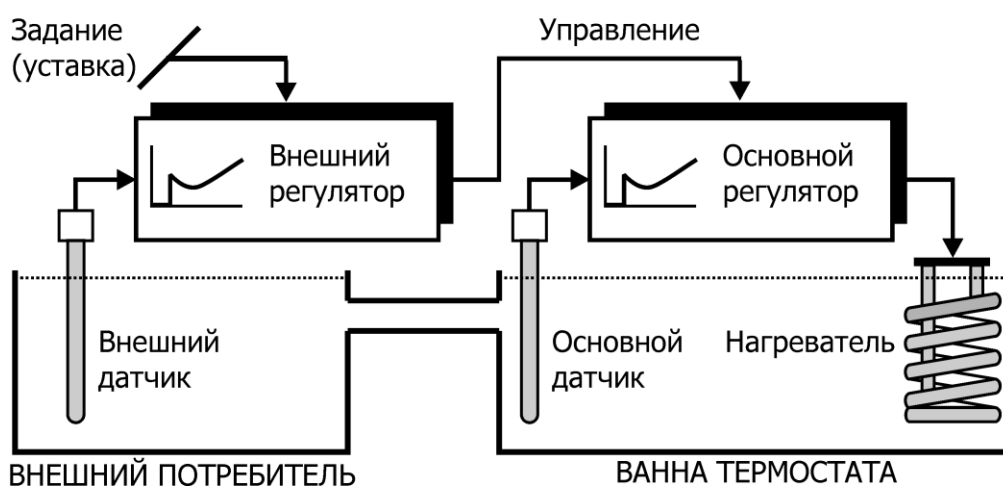 Задание
(уставка)
Управление
Внешний
регулятор
Основной
регулятор
Внешний
датчик
Основной
датчик
Нагреватель
ВНЕШНИЙ ПОТРЕБИТЕЛЬ
ВАННА ТЕРМОСТАТА